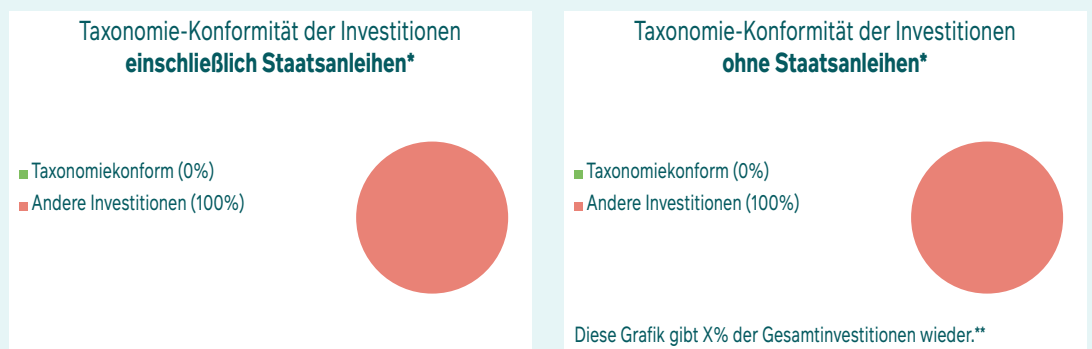 Taxonomie-Konformität der Investitionen
einschließlich Staatsanleihen*
Taxonomiekonform (0%)
Andere Investitionen (100%)
Taxonomie-Konformität der Investitionen
ohne Staatsanleihen*
Taxonomiekonform (0%)
Andere Investitionen (100%)
Diese Grafik gibt X% der Gesamtinvestitionen wieder.**